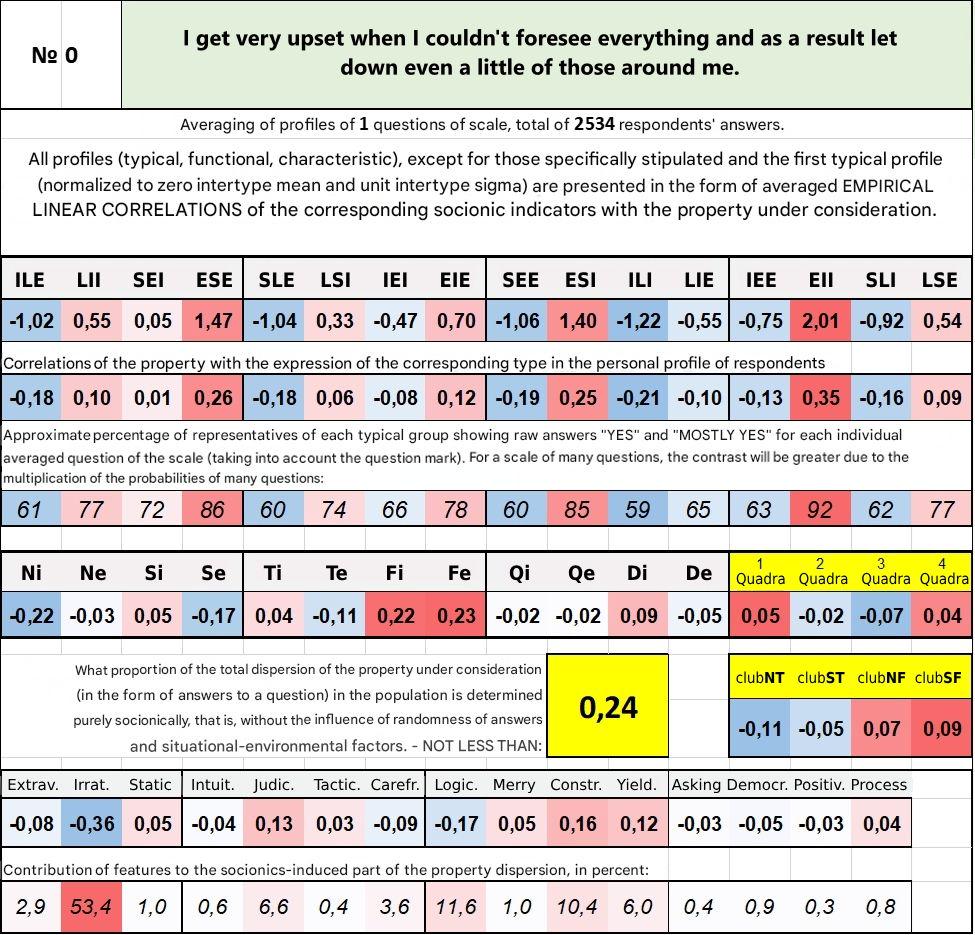 № 0
I get very upset when I couldn't foresee everything and as a result let
down even a little of those around me.
Averaging of profiles of 1 questions of scale, total of 2534 respondents' answers.
All profiles (typical, functional, characteristic), except for those specifically stipulated and the first typical profile
(normalized to zero intertype mean and unit intertype sigma) are presented in the form of averaged EMPIRICAL
LINEAR CORRELATIONS of the corresponding socionic indicators with the property under consideration.
ILE LII SEI ESE SLE LSI IEI EIE SEE ESI ILI LIE IEE EII SLI LSE
-1,02 0,55 0,05 1,47 -1,04 0,33 -0,47 0,70 -1,06 1,40 -1,22 -0,55 -0,75 2,01 -0,92 0,54
Correlations of the property with the expression of the corresponding type in the personal profile of respondents
-0,18 0,10 0,01 0,26 -0,18 0,06 -0,08 0,12 -0,19 0,25 -0,21 -0,10 -0,13 0,35 -0,16 0,09
Approximate percentage of representatives of each typical group showing raw answers "YES" and "MOSTLY YES" for each individual
averaged question of the scale (taking into account the question mark). For a scale of many questions, the contrast will be greater due to the
multiplication of the probabilities of many questions:
61 77 72 86 60 74 66 78 60 85 59 65 63 92 62 77
Ni Ne Si Se Ti Te Fi Fe Qi Qe Di De 1 Quadra 2 Quadra 3 Quadra 4 Quadra
-0,22 -0,03 0,05 -0,17 0,04 -0,11 0,22 0,23 -0,02 -0,02 0,09 -0,05 0,05 -0,02 -0,07 0,04
What proportion of the total dispersion of the property under consideration
(in the form of answers to a question) in the population is determined
purely socionically, that is, without the influence of randomness of answers
and situational-environmental factors. - NOT LESS THAN:
0,24
clubNT clubST clubNF clubSF
-0,11 -0,05 0,07 0,09
Extrav. Irrat. Static Intuit. Judic. Tactic. Carefr. Logic. Merry Constr. Yield. Asking Democr. Positiv. Process
-0,08 -0,36 0,05 -0,04 0,13 0,03 -0,09 -0,17 0,05 0,16 0,12 -0,03 -0,05 -0,03 0,04
Contribution of features to the socionics-induced part of the property dispersion, in percent:
2,9 53,4 1,0 0,6 6,6 0,4 3,6 11,6 1,0 10,4 6,0 0,4 0,9 0,3 0,8